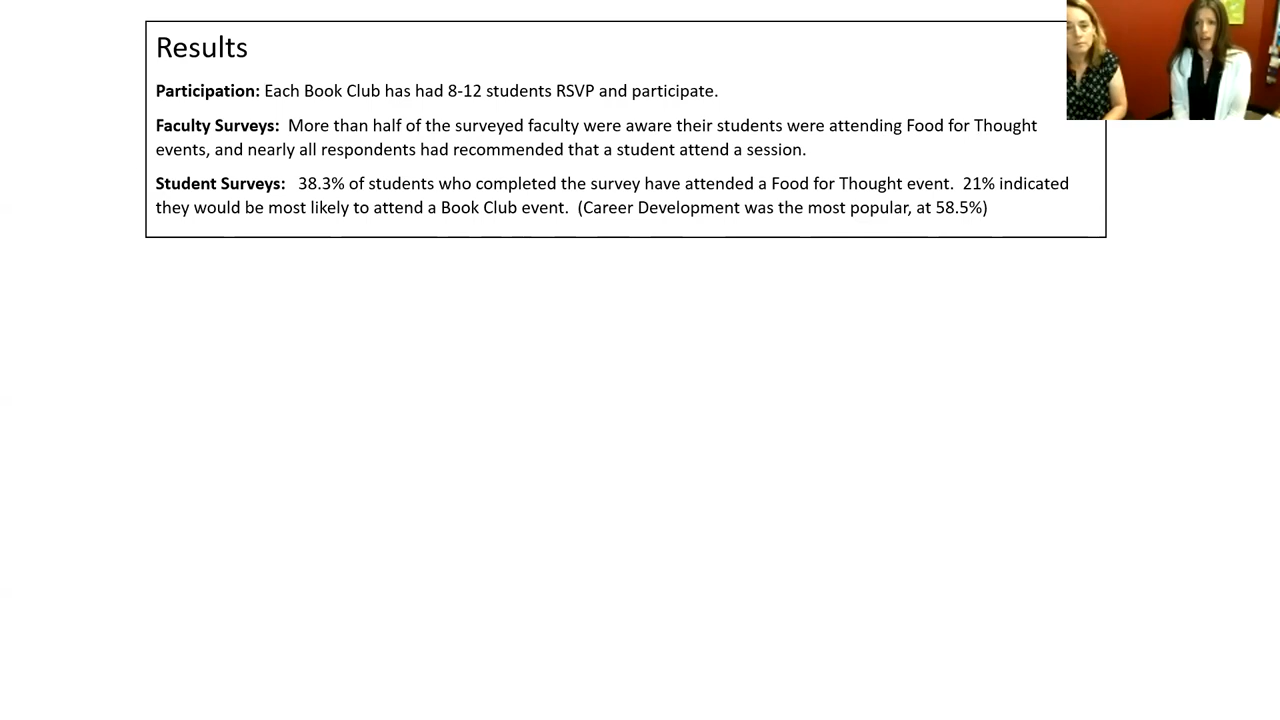 Results
Participation: Each Book Club has had 8-12 students RSVP and participate.
Faculty Surveys:  More than half of the surveyed faculty were aware their students were attending Food for Thought
events, and nearly all respondents had recommended that a student attend a session.
Student Surveys:   38.3% of students who completed the survey have attended a Food for Thought event.  21% indicated
they would be most likely to attend a Book Club event.  (Career Development was the most popular, at 58.5%)